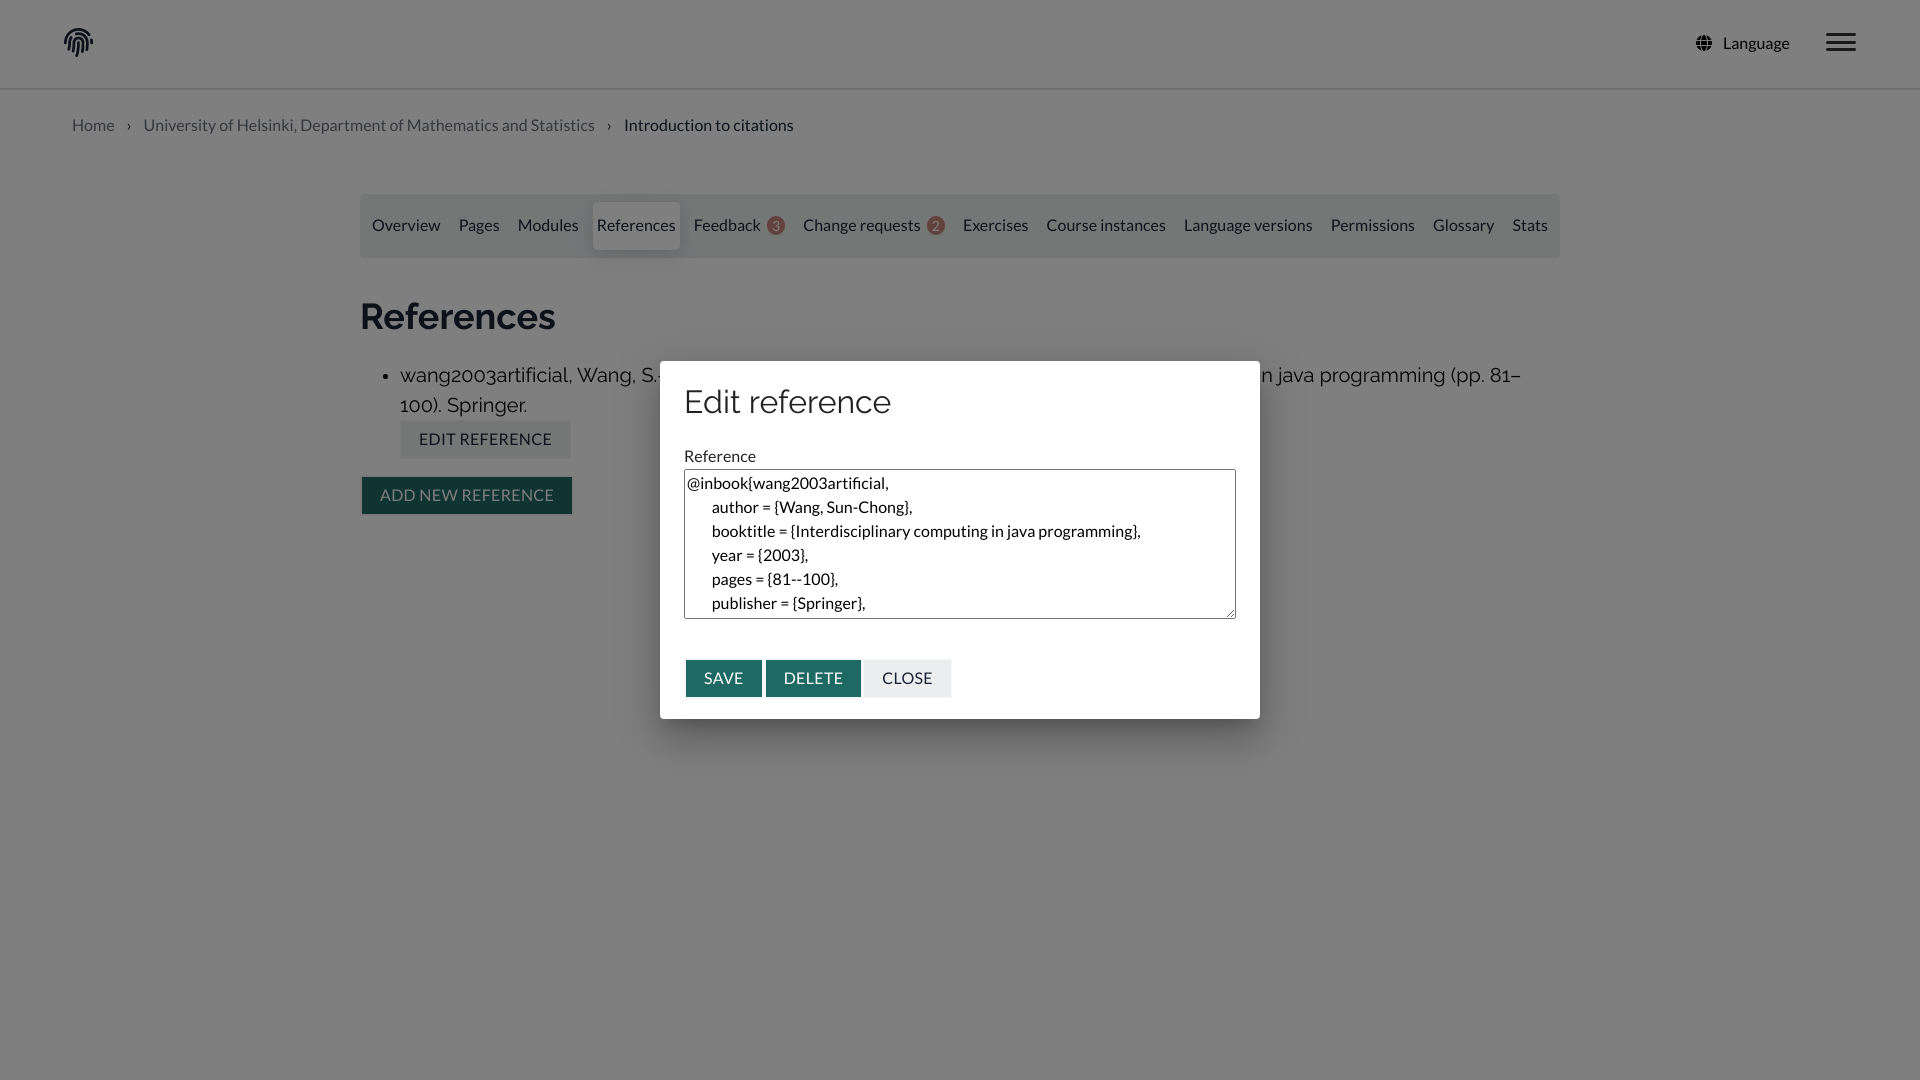 Language
Home › University of Helsinki, Department of Mathematics and Statistics › Introduction to citations
Overview Pages Modules References Feedback 3 Change requests 2 Exercises Course instances Language versions Permissions Glossary Stats
References
• wang2003artificial, Wang, S.- n java programming (pp. 81–
100). Springer.
EDIT REFERENCE
ADD NEW REFERENCE
Edit reference
Reference
@inbook{wang2003artificial,
author = {Wang, Sun-Chong},
booktitle = {Interdisciplinary computing in java programming},
year = {2003},
pages = {81--100},
publisher = {Springer},
SAVE DELETE CLOSE